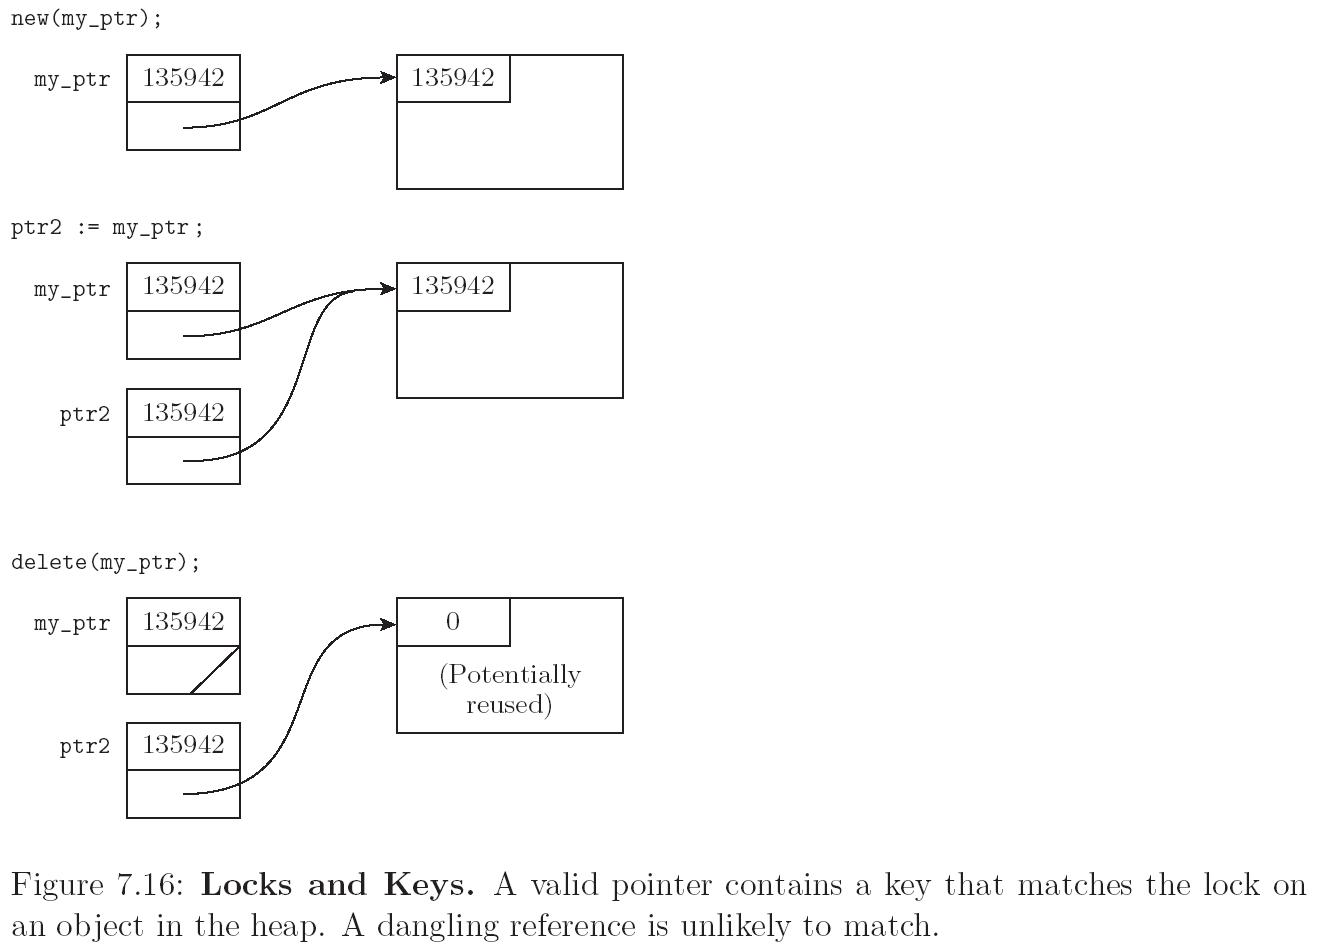 new(my_ptr);
my_ptr 135942 135942
ptr2 := my_ptr;
my_ptr 135942 135942
ptr2 135942
delete(my_ptr);
my_ptr 135942 0
(Potentially
reused)
ptr2 135942
Figure 7.16: Locks and Keys. A valid pointer contains a key that matches the lock on
an object in the heap. A dangling reference is unlikely to match.